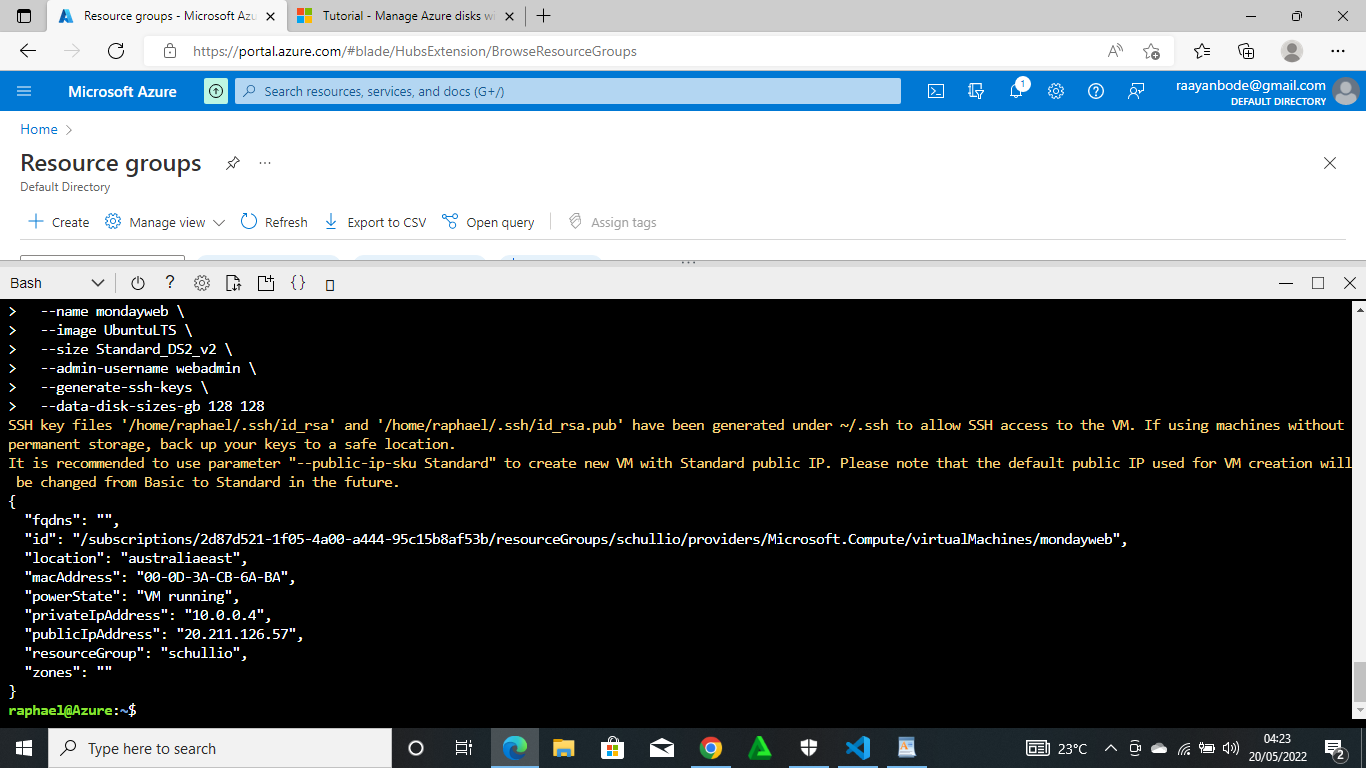 Resource groups - Microsoft Azu
Tutorial - Manage Azure disks wi
https://portal.azure.com/#blade/HubsExtension/BrowseResourceGroups
Microsoft Azure
Search resources, services, and docs (G+/)
1
raayanbode@gmail.com
DEFAULT DIRECTORY
Home >
Resource groups
...
Default Directory
+ Create
Manage view
Refresh
Export to CSV
Open query
Assign tags
Bash
?
{}
>   --name mondayweb \
>   --image UbuntuLTS \
>   --size Standard_DS2_v2 \
>   --admin-username webadmin \
>   --generate-ssh-keys \
>   --data-disk-sizes-gb 128 128
SSH key files '/home/raphael/.ssh/id_rsa' and '/home/raphael/.ssh/id_rsa.pub' have been generated under ~/.ssh to allow SSH access to the VM. If using machines without
permanent storage, back up your keys to a safe location.
It is recommended to use parameter "--public-ip-sku Standard" to create new VM with Standard public IP. Please note that the default public IP used for VM creation will
 be changed from Basic to Standard in the future.
{
  "fqdns": "",
  "id": "/subscriptions/2d87d521-1f05-4a00-a444-95c15b8af53b/resourceGroups/schullio/providers/Microsoft.Compute/virtualMachines/mondayweb",
  "location": "australiaeast",
  "macAddress": "00-0D-3A-CB-6A-BA",
  "powerState": "VM running",
  "privateIpAddress": "10.0.0.4",
  "publicIpAddress": "20.211.126.57",
  "resourceGroup": "schullio",
  "zones": ""
}
raphael@Azure:~$
Type here to search
23°C
04:23
20/05/2022
2